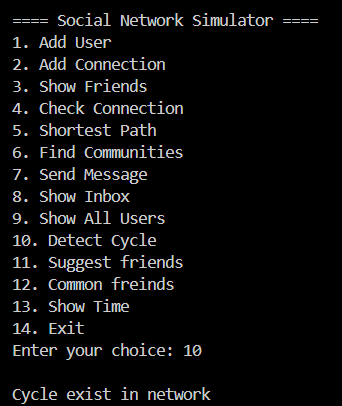 ==== Social Network Simulator ====
1. Add User
2. Add Connection
3. Show Friends
4. Check Connection
5. Shortest Path
6. Find Communities
7. Send Message
8. Show Inbox
9. Show All Users
10. Detect Cycle
11. Suggest friends
12. Common freinds
13. Show Time
14. Exit
Enter your choice: 10
Cycle exist in network